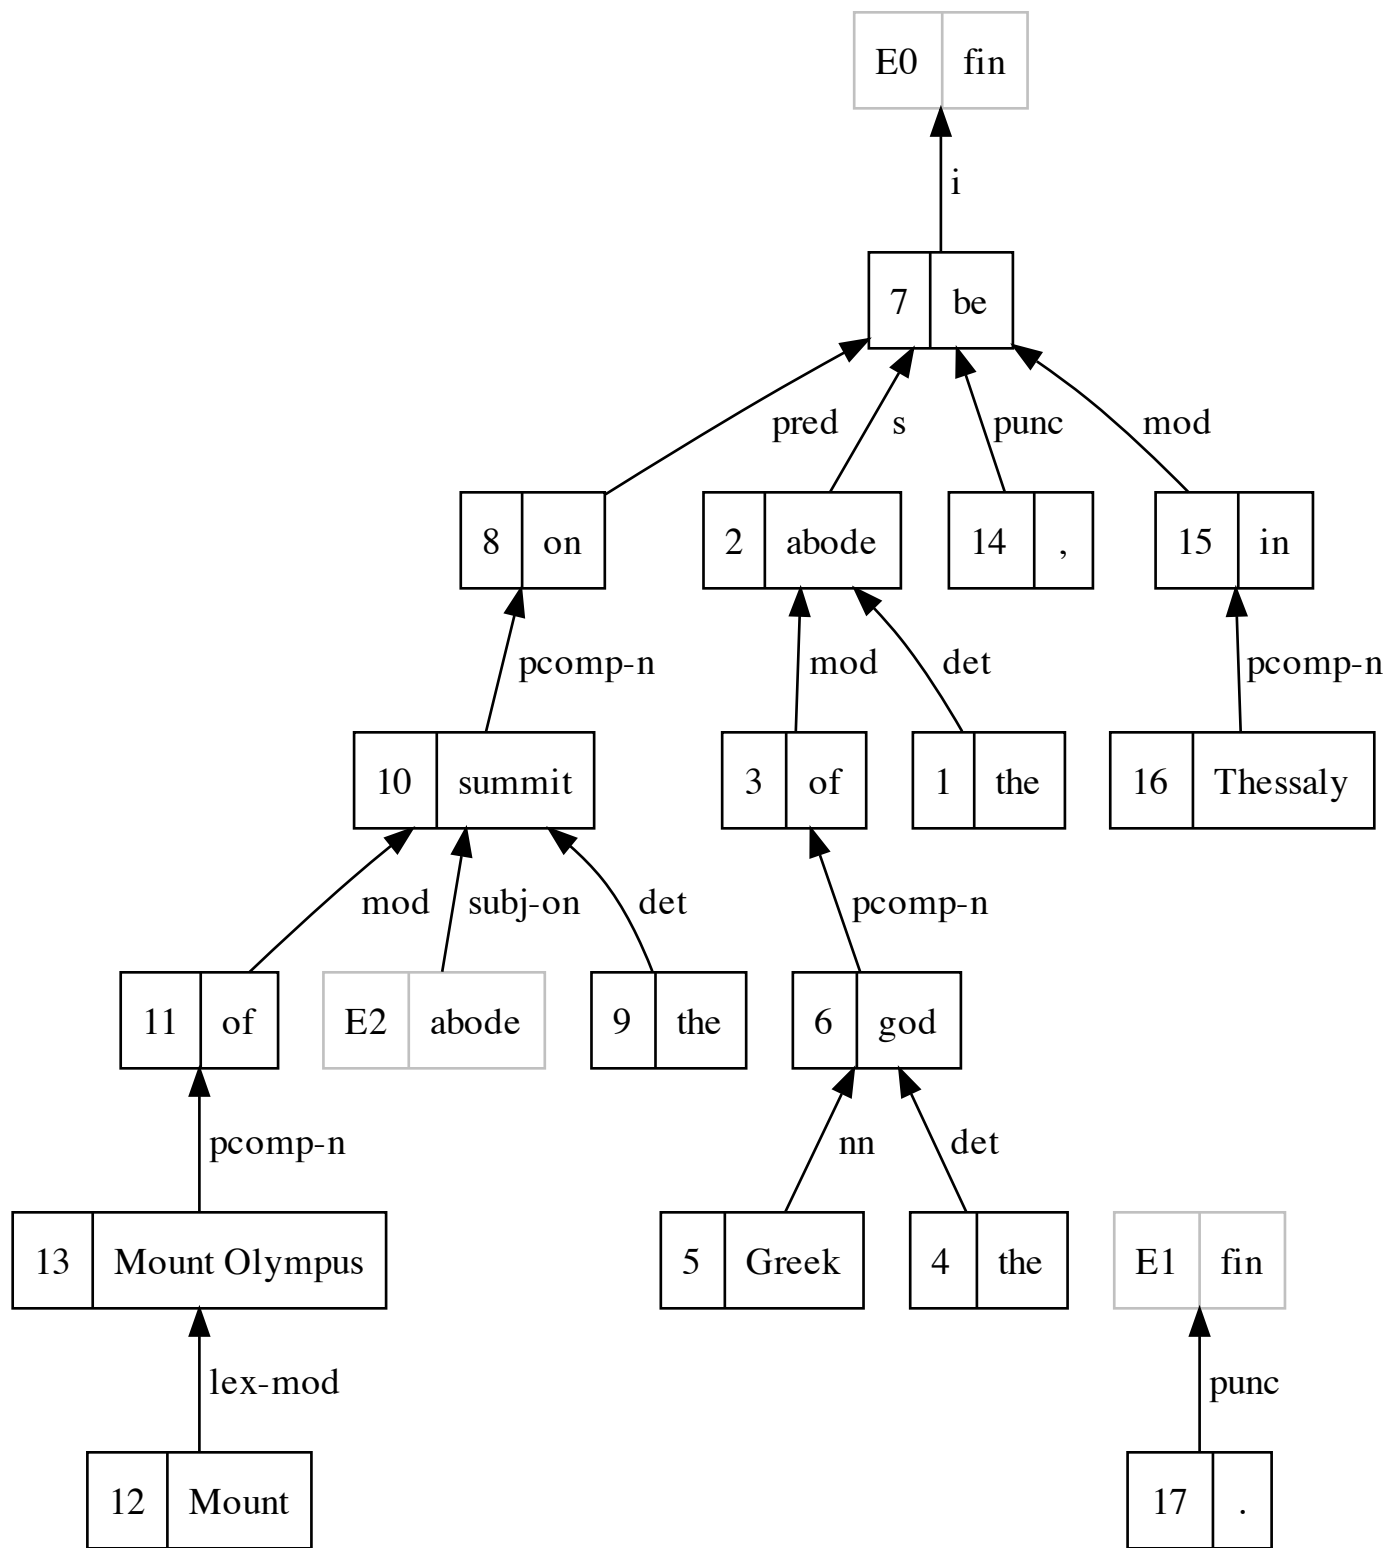 E0 fin
i
7 be
pred s punc mod
8 on 2 abode 14 , 15 in
pcomp-n mod det pcomp-n
10 summit 3 of 1 the 16 Thessaly
mod subj-on det pcomp-n
11 of E2 abode 9 the 6 god
pcomp-n nn det
13 Mount Olympus 5 Greek 4 the E1 fin
lex-mod punc
12 Mount 17 .